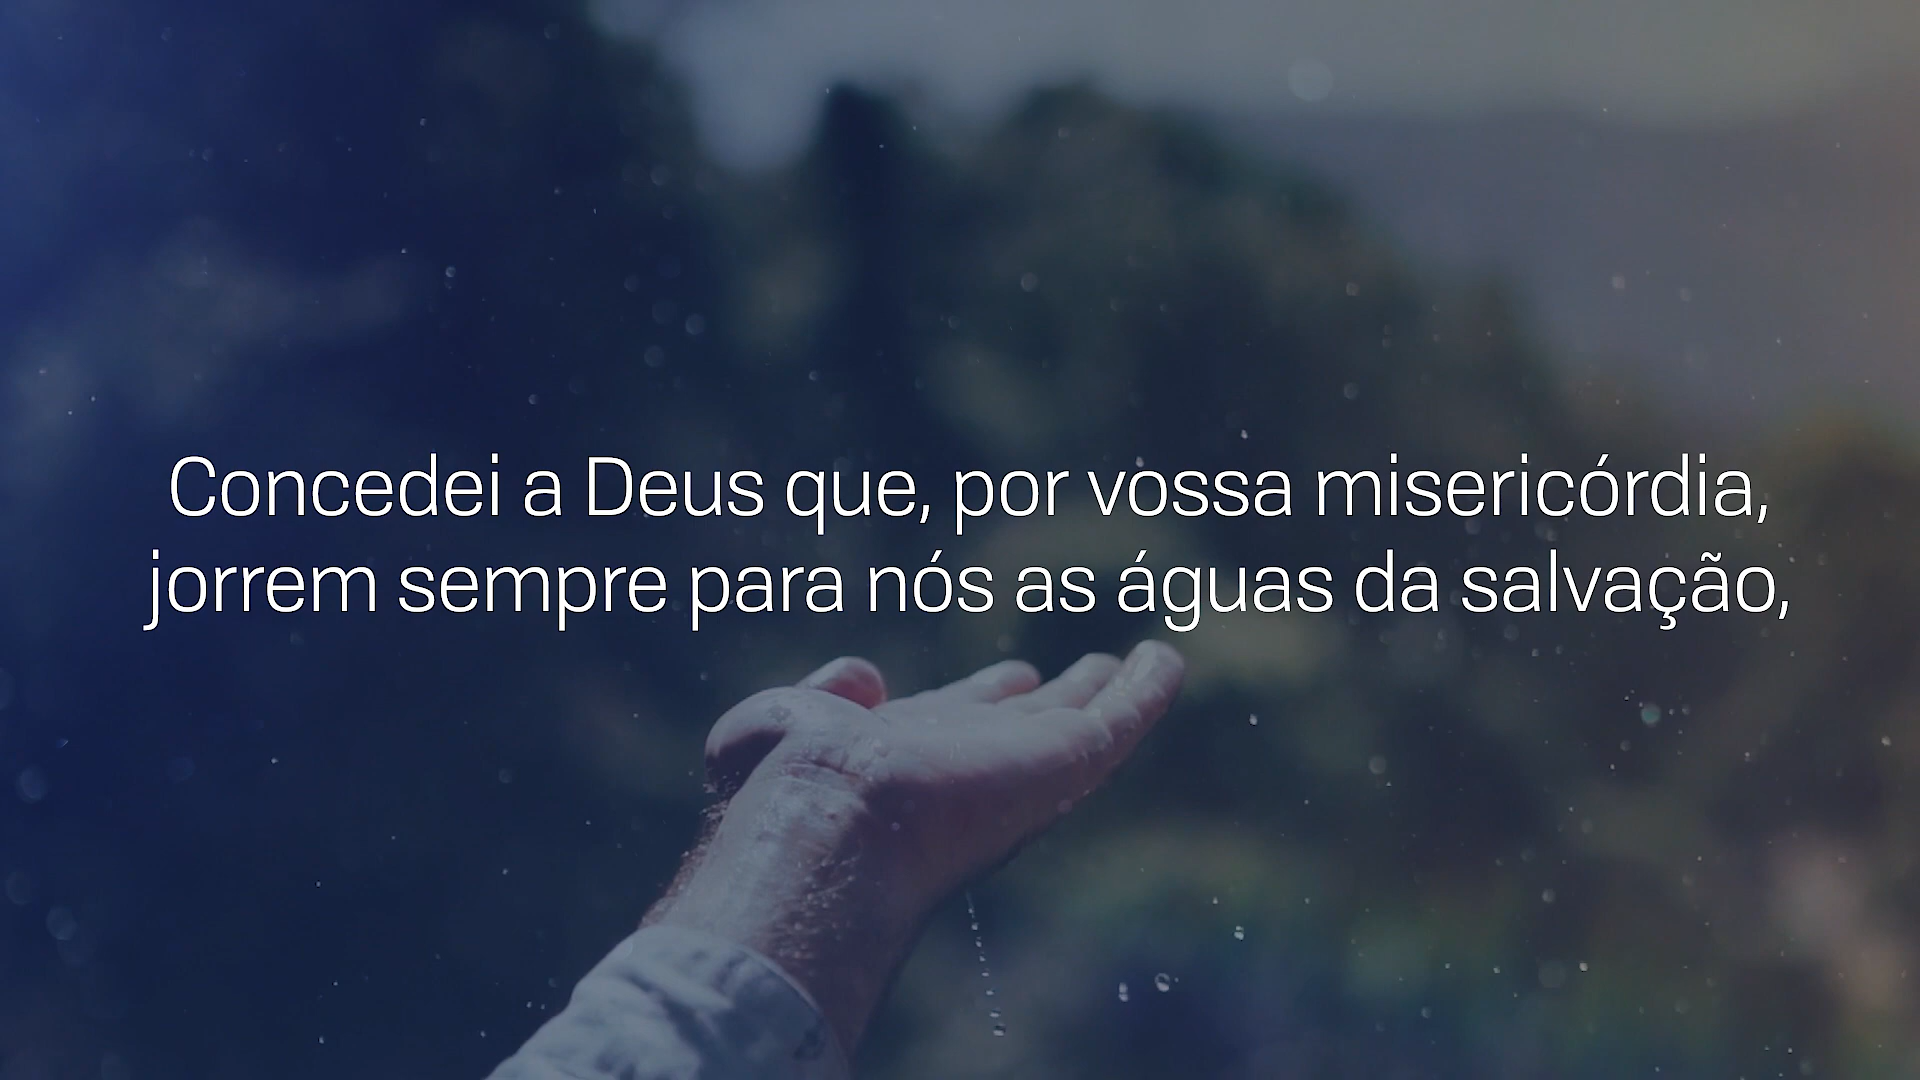 Concedei a Deus que, por vossa misericórdia,
jorrem sempre para nós as águas da salvação,